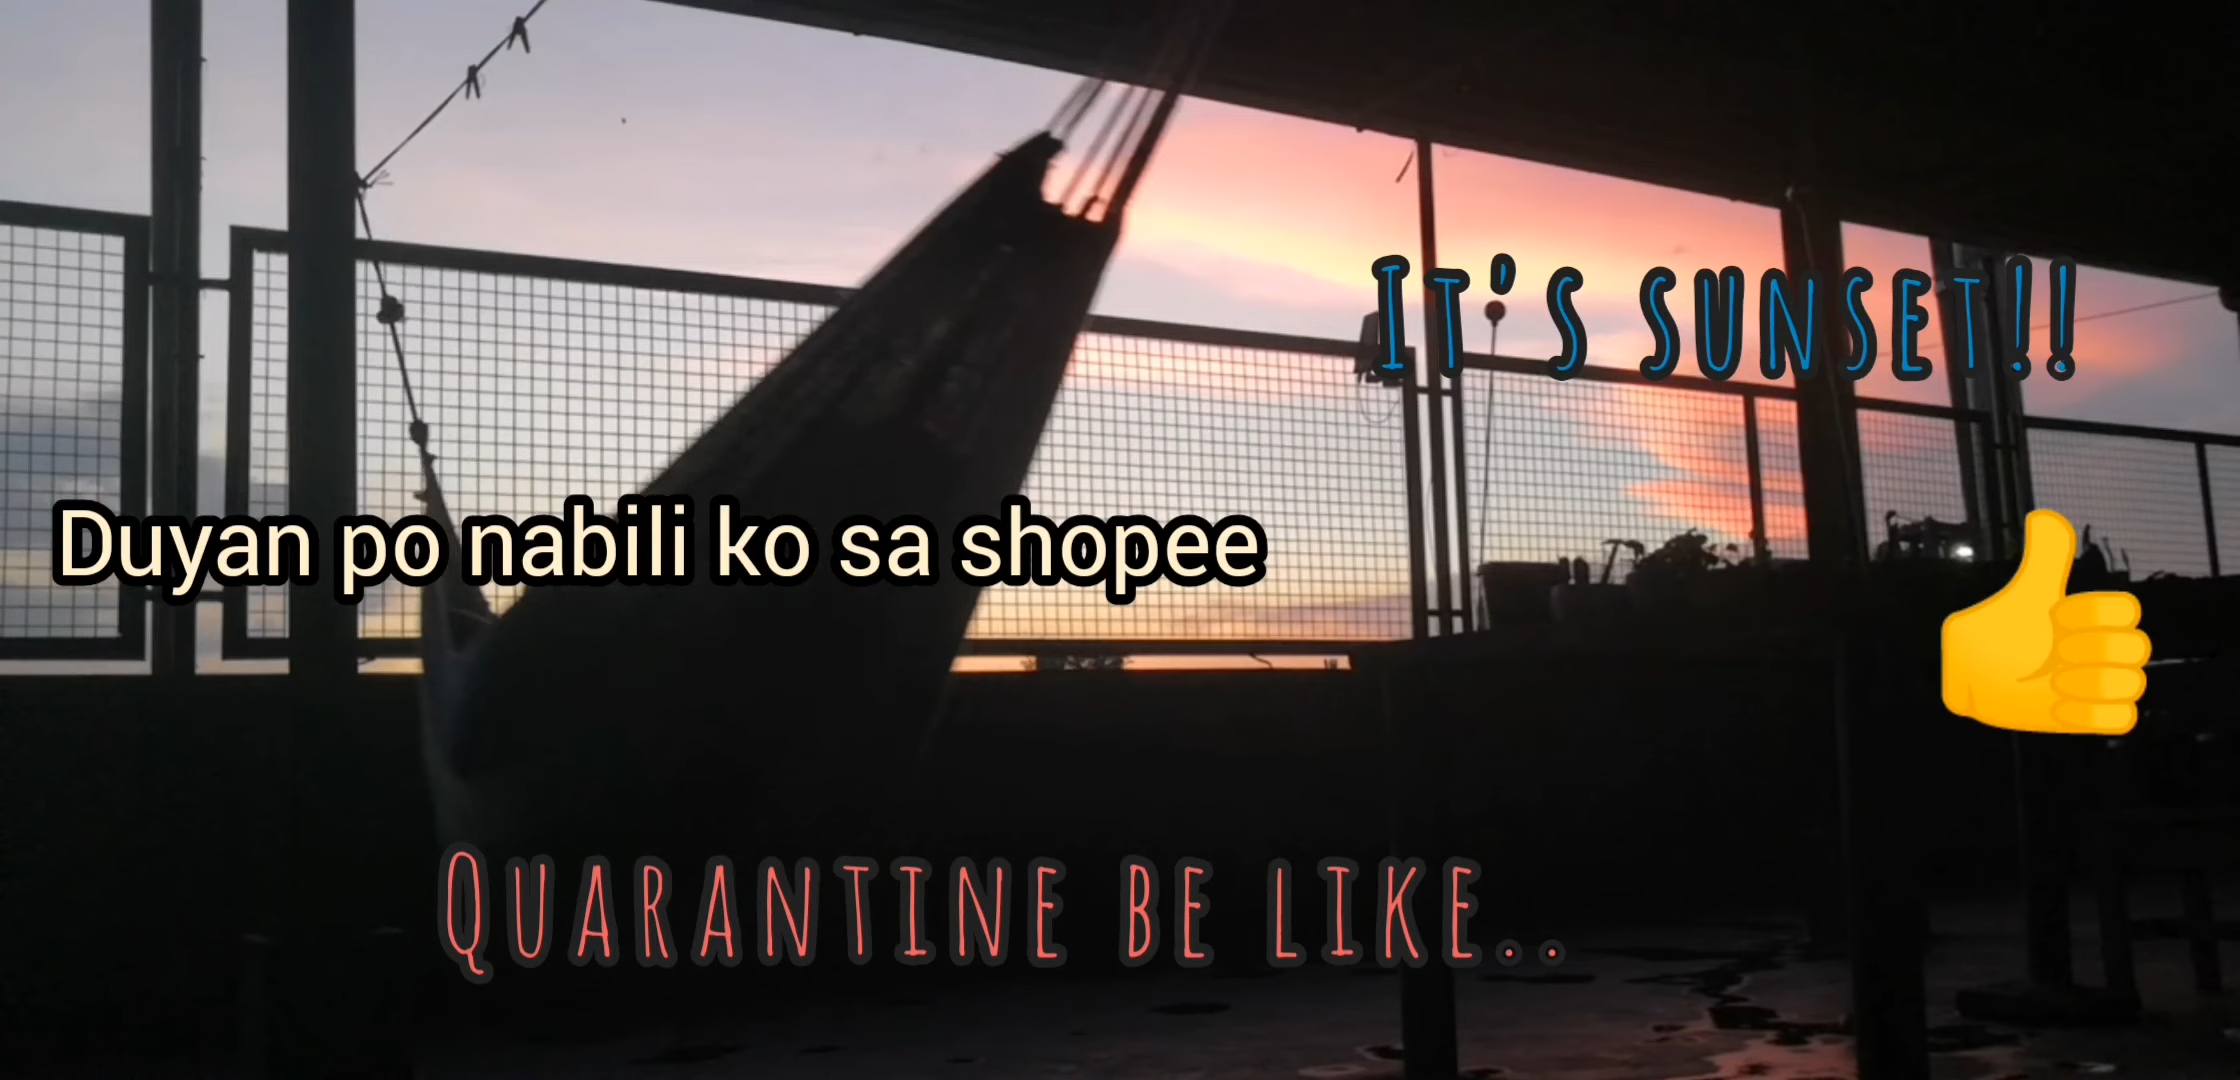 It's sunset!!
Duyan po nabili ko sa shopee
Quarantine be like..